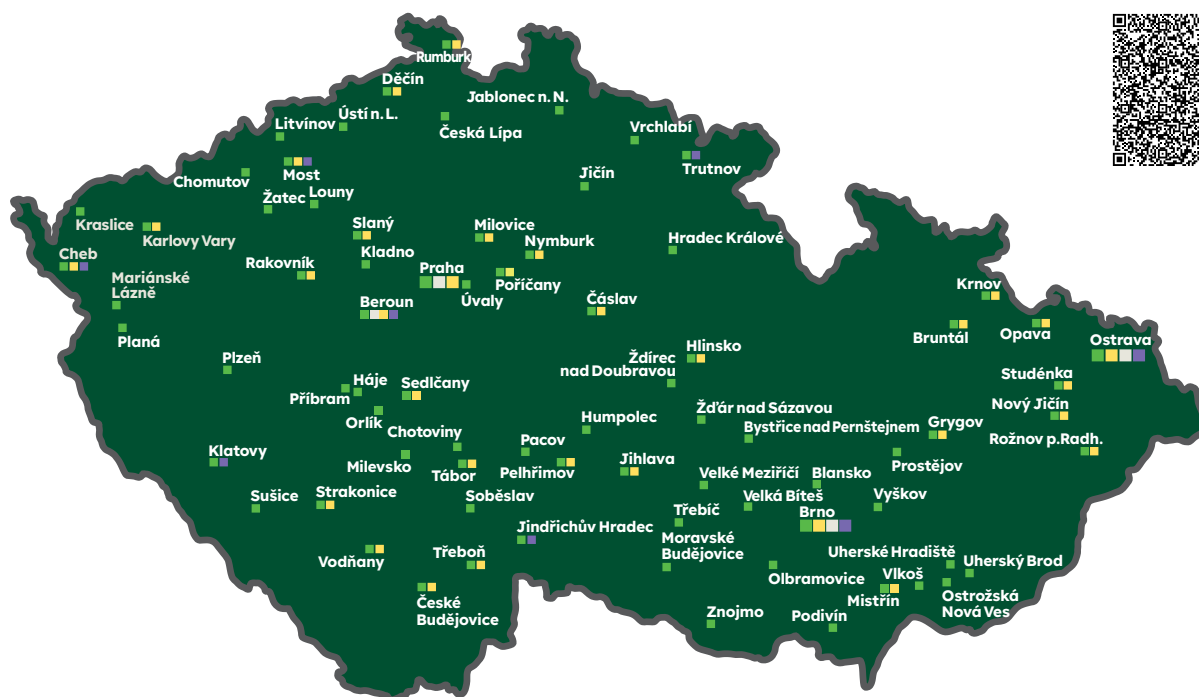 Rumburk
Děčín
Jablonec n. N.
Ústí n. L.
Litvínov
Česká Lípa
Vrchlabí
Trutnov
Most
Chomutov
Jičín
Žatec
Louny
Kraslice
Karlovy Vary
Slaný
Milovice
Nymburk
Hradec Králové
Cheb
Kladno
Rakovník
Praha
Poříčany
Mariánské
Lázně
Úvaly
Krnov
Beroun
Čáslav
Planá
Bruntál
Opava
Ostrava
Plzeň
Hlinsko
Ždírec
nad Doubravou
Studénka
Háje
Příbram
Sedlčany
Orlík
Nový Jičín
Humpolec
Žďár nad Sázavou
Bystřice nad Pernštejnem
Grygov
Rožnov p.Radh.
Chotoviny
Klatovy
Milevsko
Pacov
Tábor
Pelhřimov
Jihlava
Velké Meziříčí
Blansko
Prostějov
Sušice
Strakonice
Soběslav
Velká Bíteš
Vyškov
Třebíč
Brno
Jindřichův Hradec
Moravské
Budějovice
Vodňany
Třeboň
Uherské Hradiště
Uherský Brod
Olbramovice
Vlkoš
Mistřín
Ostrožská
Nová Ves
České
Budějovice
Znojmo
Podivín